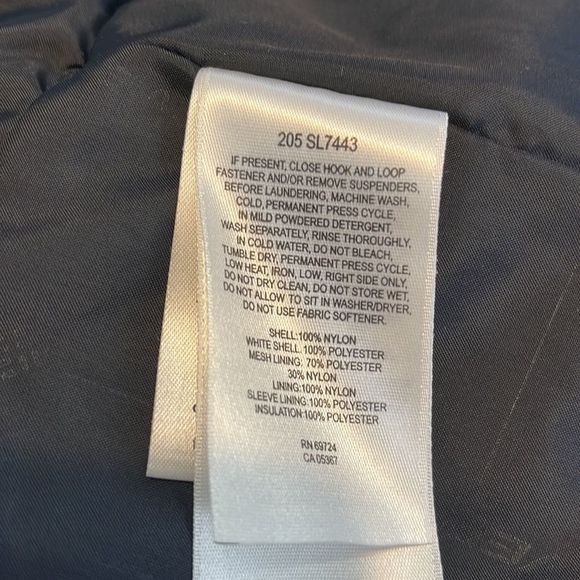 205 SL7443
IF PRESENT, CLOSE HOOK AND LOOP
FASTENER AND/OR REMOVE SUSPENDERS,
BEFORE LAUNDERING, MACHINE WASH,
COLD, PERMANENT PRESS CYCLE,
IN MILD POWDERED DETERGENT,
WASH SEPARATELY, RINSE THOROUGHLY,
IN COLD WATER, DO NOT BLEACH,
TUMBLE DRY, PERMANENT PRESS CYCLE,
LOW HEAT, IRON, LOW, RIGHT SIDE ONLY,
DO NOT DRY CLEAN, DO NOT STORE WET,
DO NOT ALLOW TO SIT IN WASHER/DRYER,
DO NOT USE FABRIC SOFTENER.
SHELL:100% NYLON
WHITE SHELL: 100% POLYESTER
MESH LINING: 70% POLYESTER
30% NYLON
LINING:100% NYLON
SLEEVE LINING:100% POLYESTER
INSULATION:100% POLYESTER
RN 69724
CA 05367